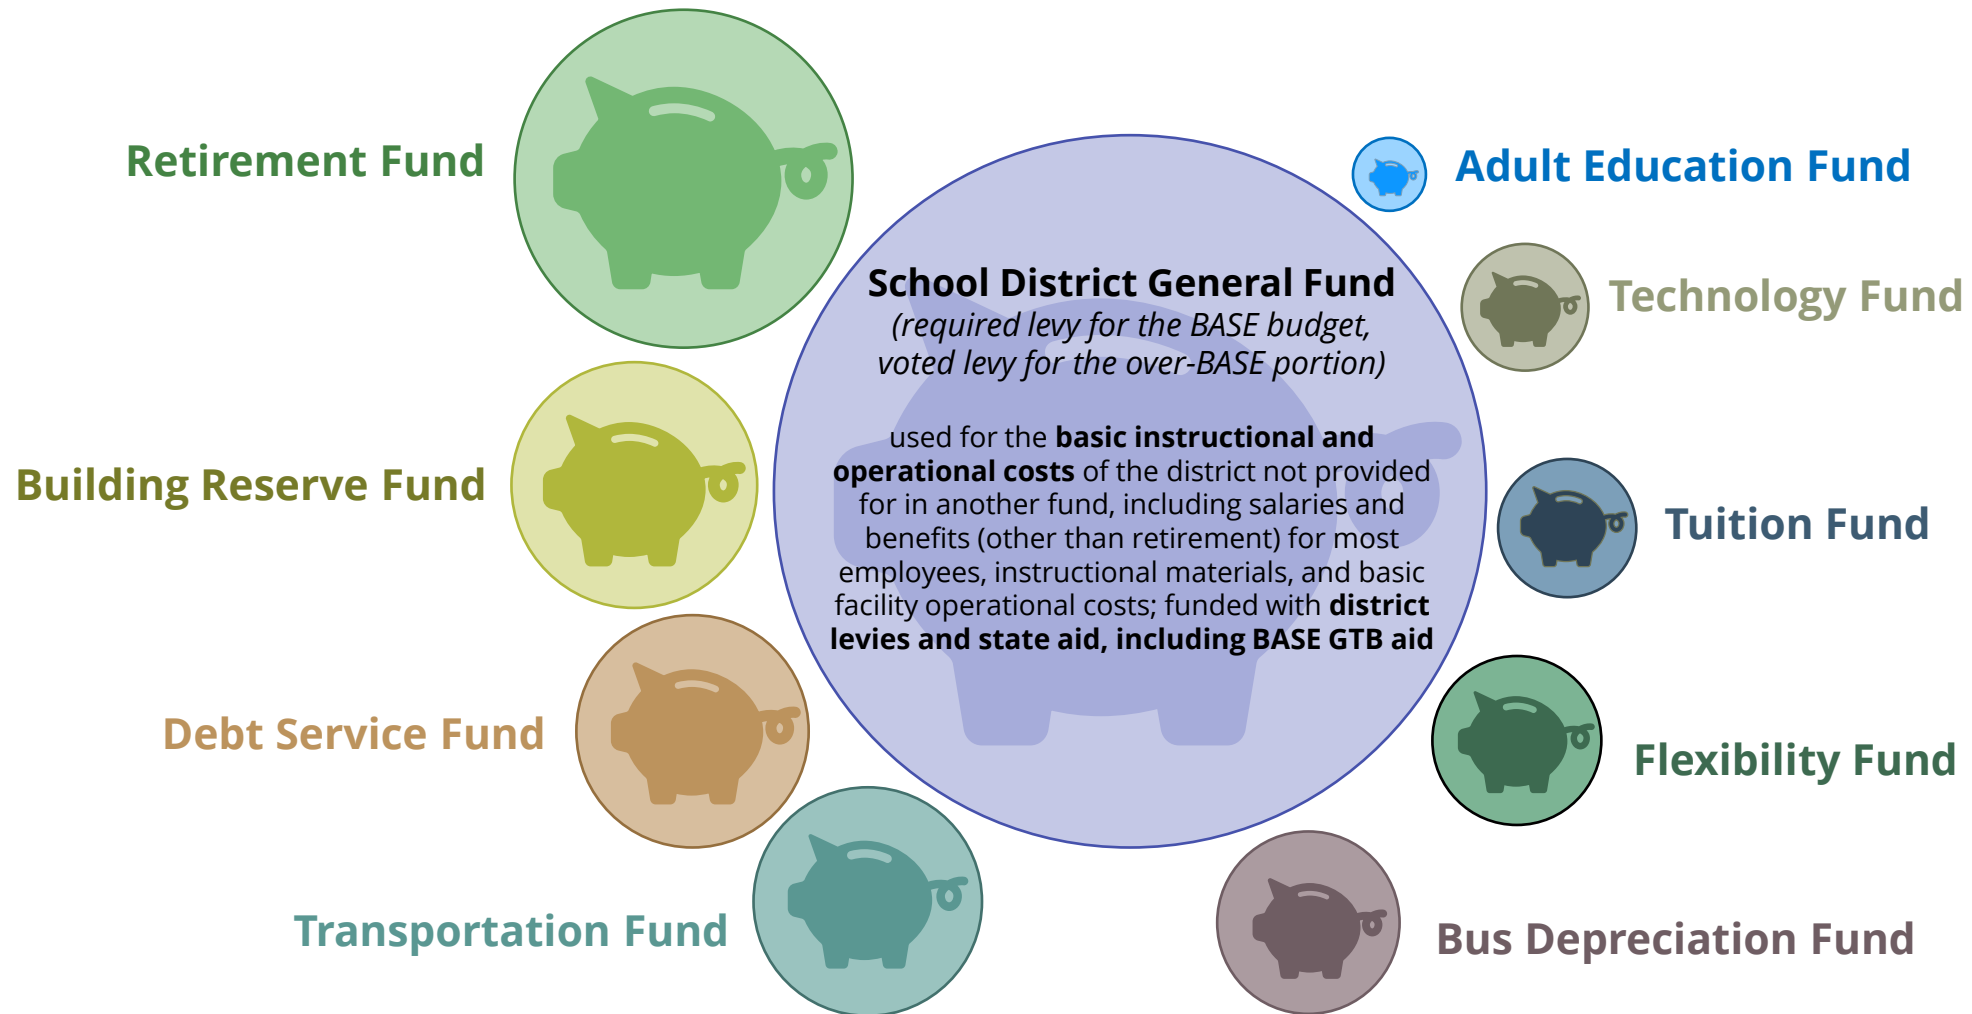 Retirement Fund
Adult Education Fund
School District General Fund
(required levy for the BASE budget,
voted levy for the over-BASE portion)
Technology Fund
used for the basic instructional and
operational costs of the district not provided
for in another fund, including salaries and
benefits (other than retirement) for most
employees, instructional materials, and basic
facility operational costs; funded with district
levies and state aid, including BASE GTB aid
Building Reserve Fund
Tuition Fund
Debt Service Fund
Flexibility Fund
Transportation Fund
Bus Depreciation Fund